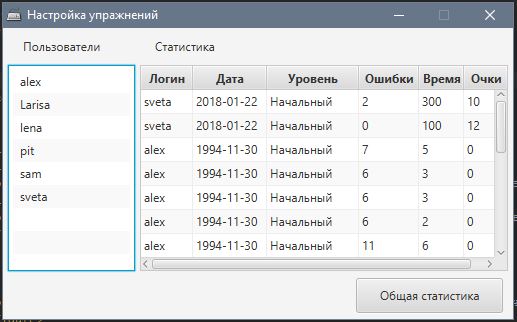 Настройка упражнений
Пользователи Статистика
alex
Larisa
lena
pit
sam
sveta
Логин Дата Уровень Ошибки Время Очки
sveta 2018-01-22 Начальный 2 300 10
sveta 2018-01-22 Начальный 0 100 12
alex 1994-11-30 Начальный 7 5 0
alex 1994-11-30 Начальный 6 3 0
alex 1994-11-30 Начальный 6 3 0
alex 1994-11-30 Начальный 6 2 0
alex 1994-11-30 Начальный 11 6 0
Общая статистика